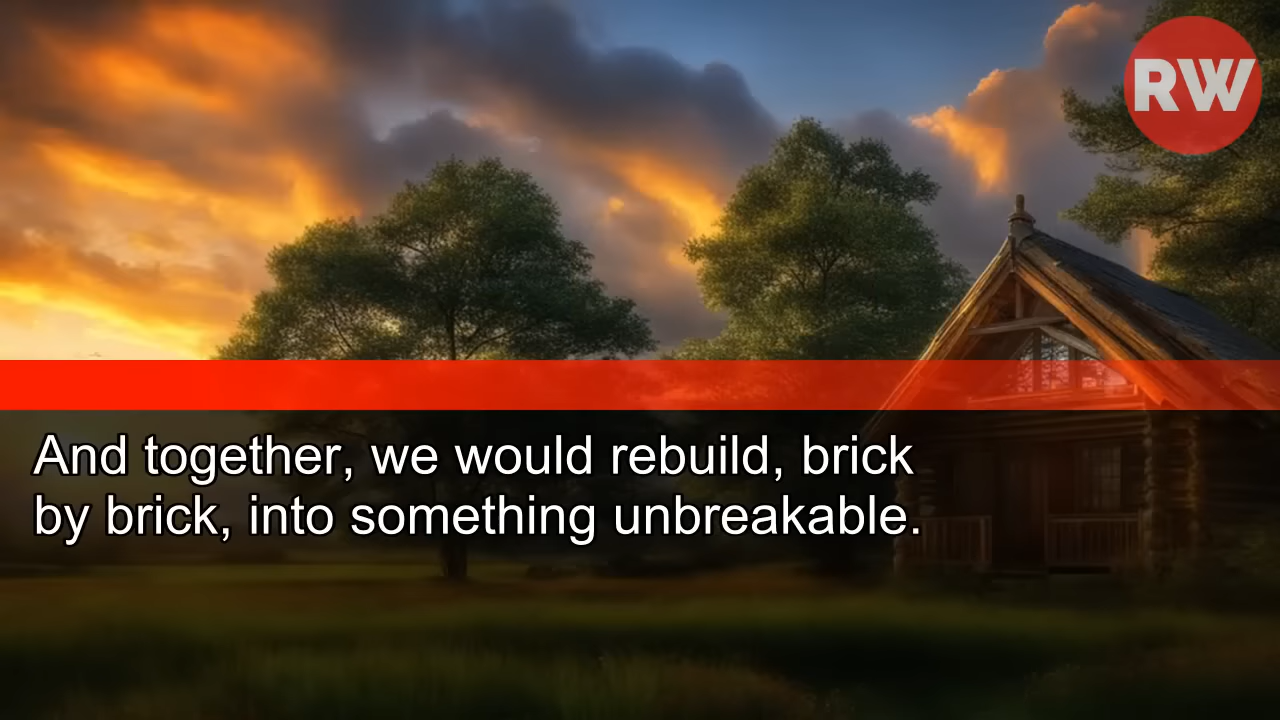 RW
And together, we would rebuild, brick
by brick, into something unbreakable.